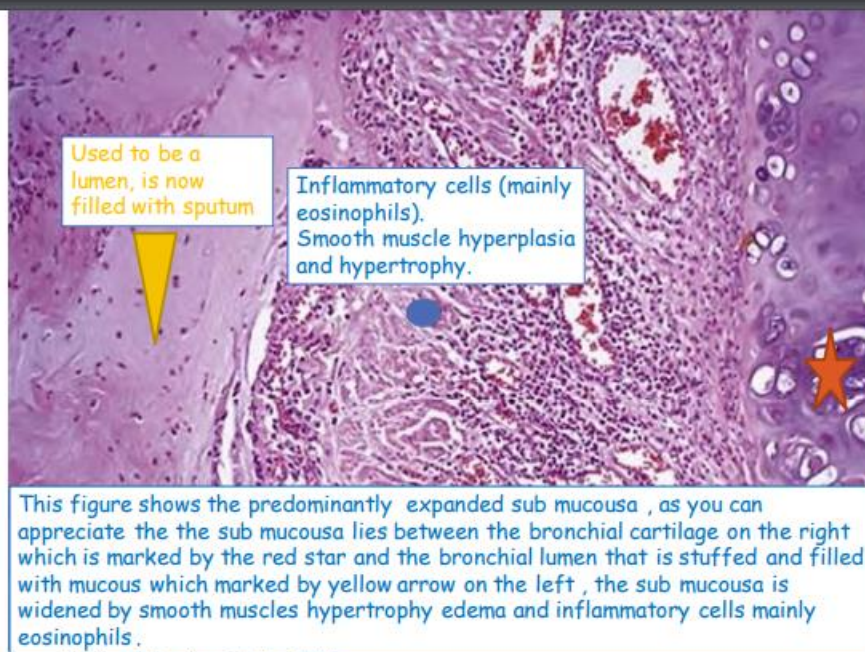 Used to be a
lumen, is now
filled with sputum
Inflammatory cells (mainly
eosinophils).
Smooth muscle hyperplasia
and hypertrophy.
This figure shows the predominantly expanded sub mucousa , as you can
appreciate the the sub mucousa lies between the bronchial cartilage on the right
which is marked by the red star and the bronchial lumen that is stuffed and filled
with mucous which marked by yellow arrow on the left , the sub mucousa is
widened by smooth muscles hypertrophy edema and inflammatory cells mainly
eosinophils .